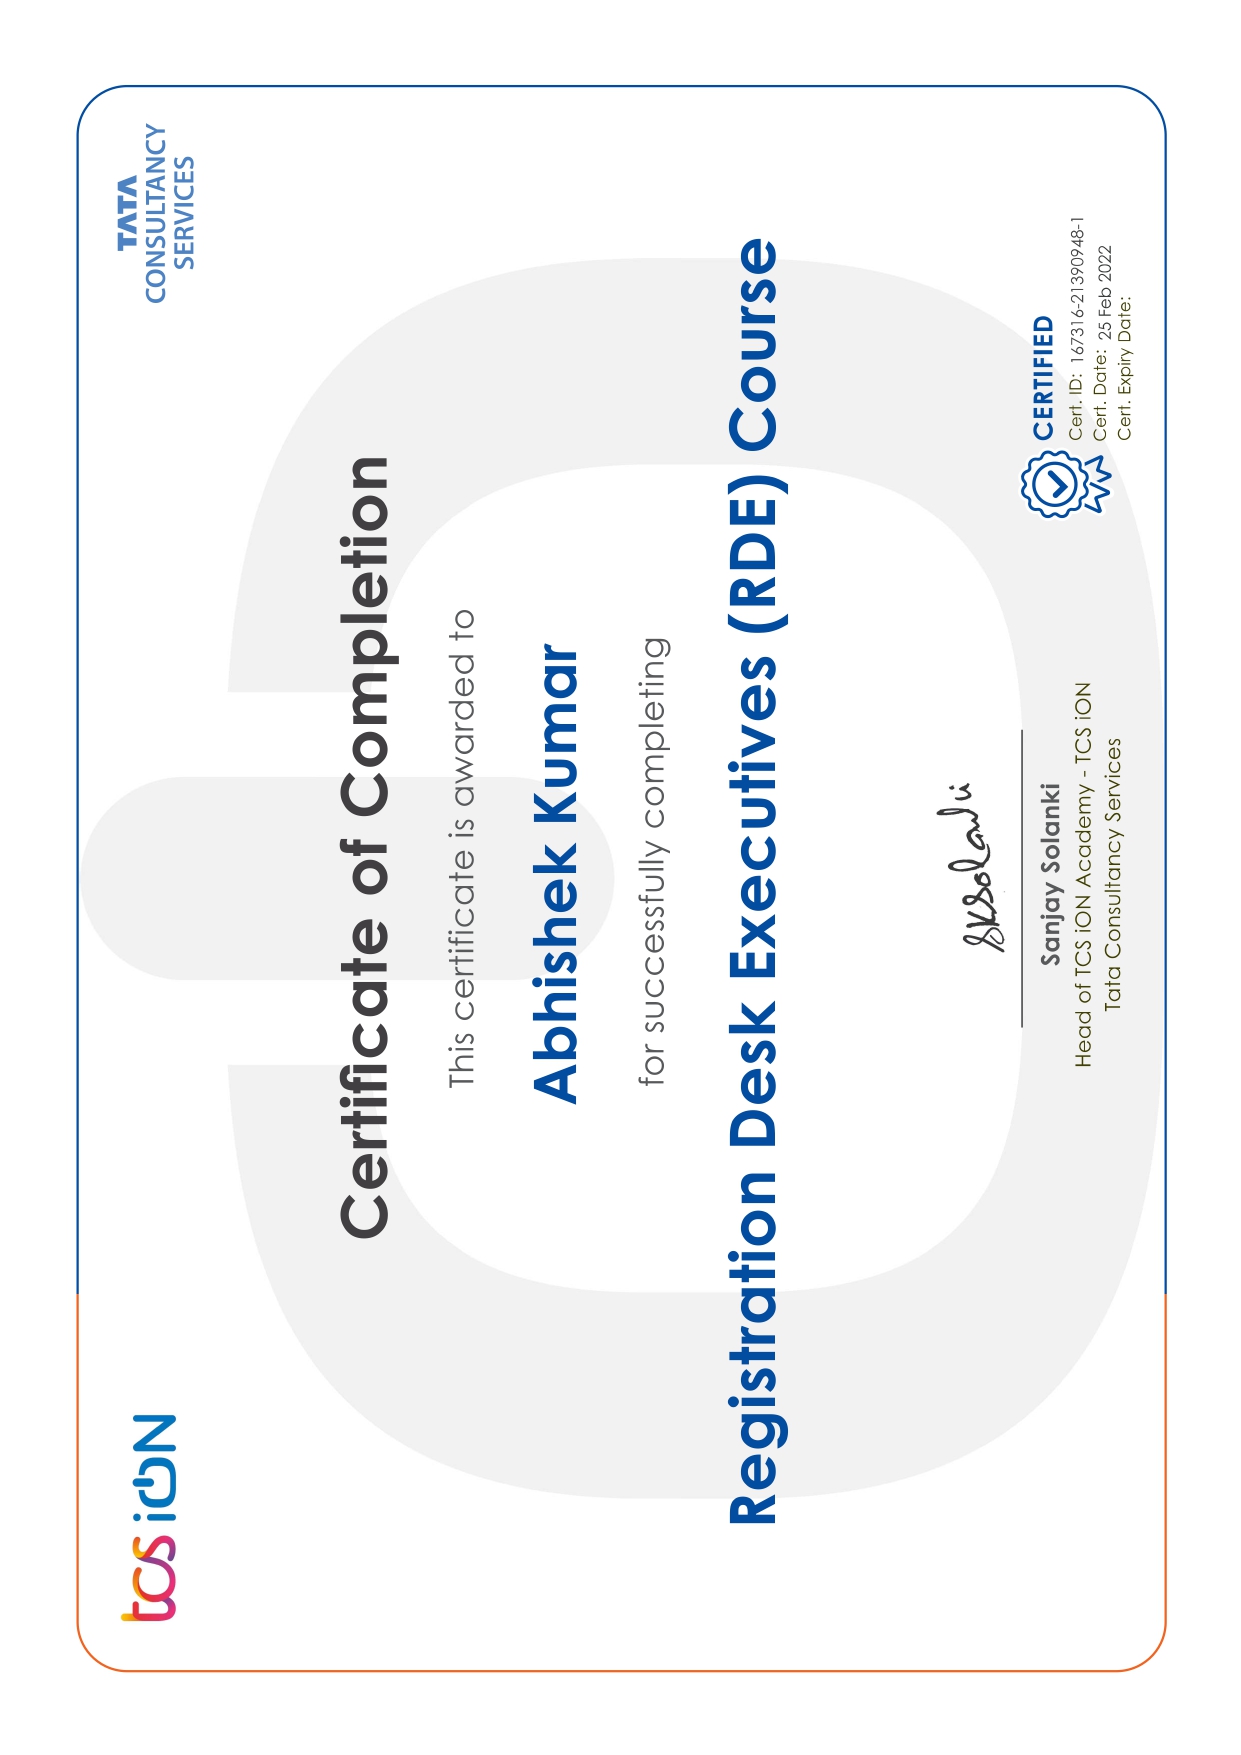 tcs iON
TATA
CONSULTANCY
SERVICES
Certificate of Completion
This certificate is awarded to
Abhishek Kumar
for successfully completing
Registration Desk Executives (RDE) Course
SKSolanki
Sanjay Solanki
Head of TCS iON Academy - TCS iON
Tata Consultancy Services
CERTIFIED
Cert. ID: 167316-21390948-1
Cert. Date: 25 Feb 2022
Cert. Expiry Date: